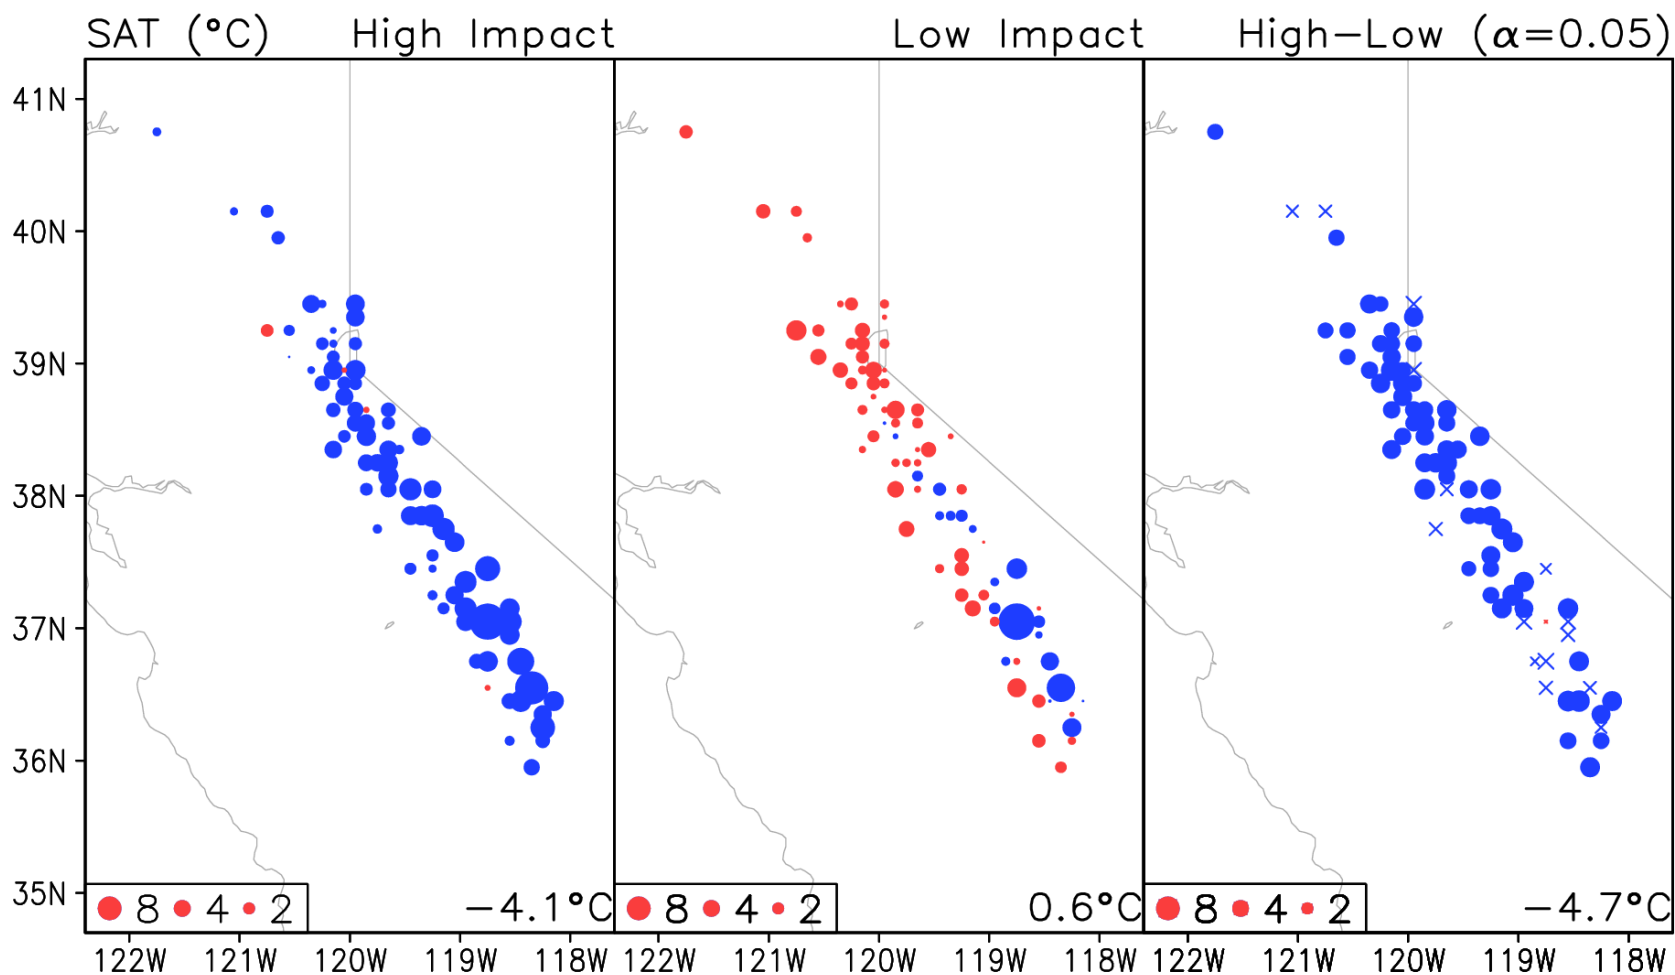 SAT (°C) High Impact Low Impact High−Low (α=0.05)
41N
40N
39N
38N
37N
36N
35N
8 4 2 −4.1°C 8 4 2 0.6°C 8 4 2 −4.7°C
122W 121W 120W 119W 118W 122W 121W 120W 119W 118W 122W 121W 120W 119W 118W